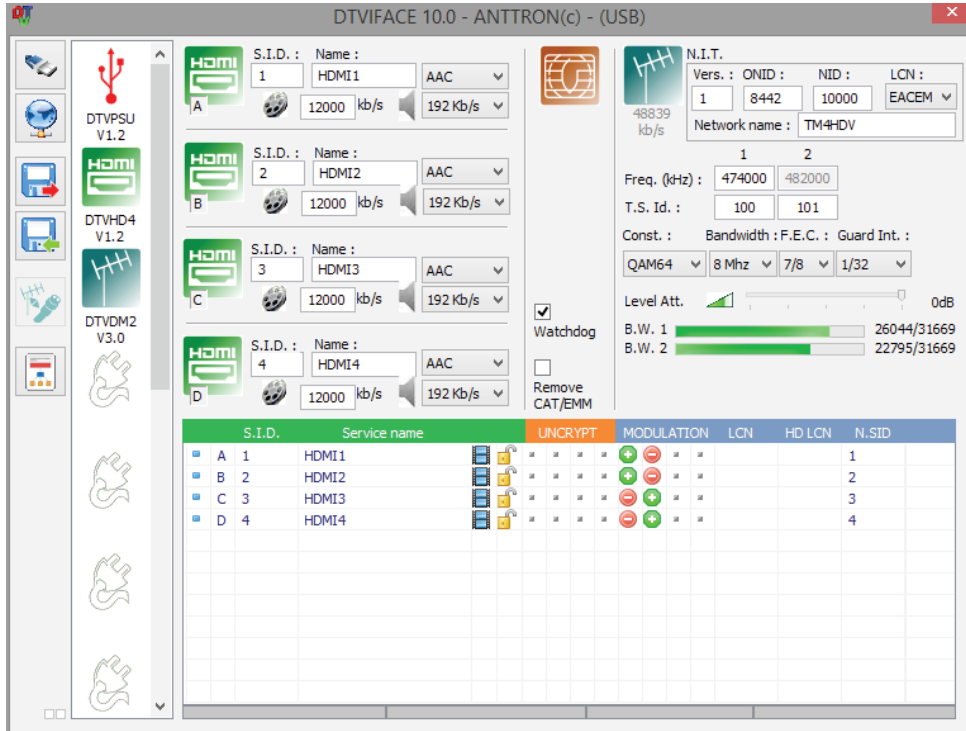 DTVIFACE 10.0 - ANTTRON(c) - (USB)
DTVPSU
V1.2
HDMI
DTVHD4
V1.2
DTVDM2
V3.0
HDMI
A
S.I.D. : Name :
1 HDMI1 AAC
12000 kb/s 192 Kb/s
HDMI
B
S.I.D. : Name :
2 HDMI2 AAC
12000 kb/s 192 Kb/s
HDMI
C
S.I.D. : Name :
3 HDMI3 AAC
12000 kb/s 192 Kb/s
HDMI
D
S.I.D. : Name :
4 HDMI4 AAC
12000 kb/s 192 Kb/s
Watchdog
Remove
CAT/EMM
48839
kb/s
N.I.T.
Vers. : ONID : NID : LCN :
1 8442 10000 EACEM
Network name : TM4HDV
1 2
Freq. (kHz) : 474000 482000
T.S. Id. : 100 101
Const. : Bandwidth : F.E.C. : Guard Int. :
QAM64 8 Mhz 7/8 1/32
Level Att. 0dB
B.W. 1 26044/31669
B.W. 2 22795/31669
S.I.D. Service name UNCRYPT MODULATION LCN HD LCN N.SID
A 1 HDMI1 1
B 2 HDMI2 2
C 3 HDMI3 3
D 4 HDMI4 4